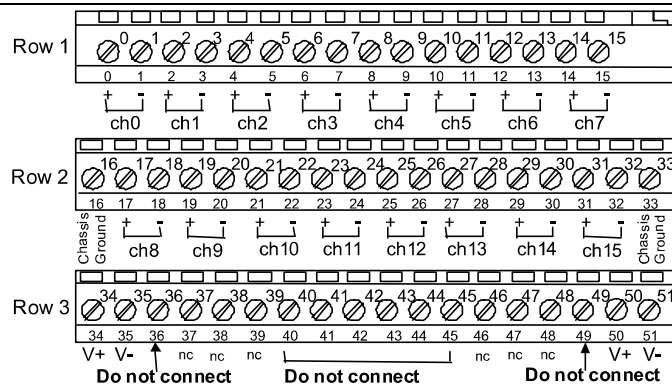 Row 1
0 1 2 3 4 5 6 7 8 9 10 11 12 13 14 15
0 1 2 3 4 5 6 7 8 9 10 11 12 13 14 15
+ - + - + - + - + - + - + - + -
ch0 ch1 ch2 ch3 ch4 ch5 ch6 ch7
Row 2
16 17 18 19 20 21 22 23 24 25 26 27 28 29 30 31 32 33
16 17 18 19 20 21 22 23 24 25 26 27 28 29 30 31 32 33
Chassis Ground + - + - + - + - + - + - + - + - Chassis Ground
ch8 ch9 ch10 ch11 ch12 ch13 ch14 ch15
Row 3
34 35 36 37 38 39 40 41 42 43 44 45 46 47 48 49 50 51
34 35 36 37 38 39 40 41 42 43 44 45 46 47 48 49 50 51
V+ V- nc nc nc nc nc nc V+ V-
Do not connect Do not connect Do not connect